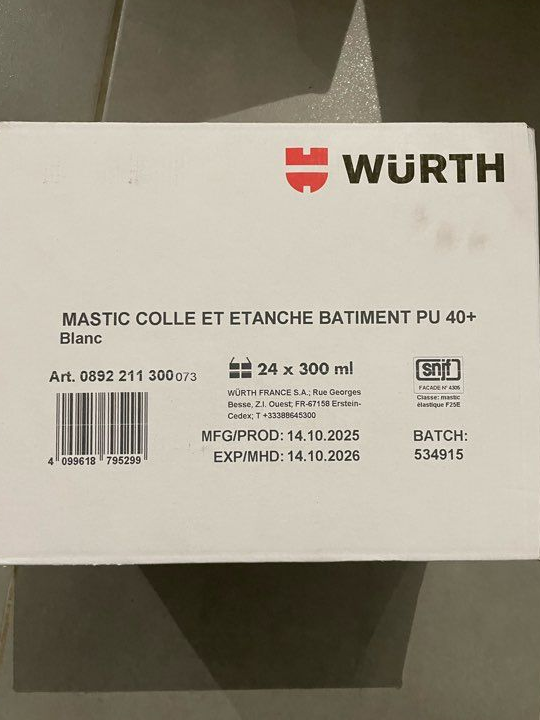 WÜRTH
MASTIC COLLE ET ETANCHE BATIMENT PU 40+
Blanc
Art. 0892 211 300 073
24 x 300 ml
snjf
FACADE N° 4306
Classe: mastic
élastique F25E
WÜRTH FRANCE S.A.; Rue Georges
Besse, Z.I. Ouest; FR-67158 Erstein-
Cedex; T +33388645300
MFG/PROD: 14.10.2025
EXP/MHD: 14.10.2026
BATCH:
534915
4 099618 795299